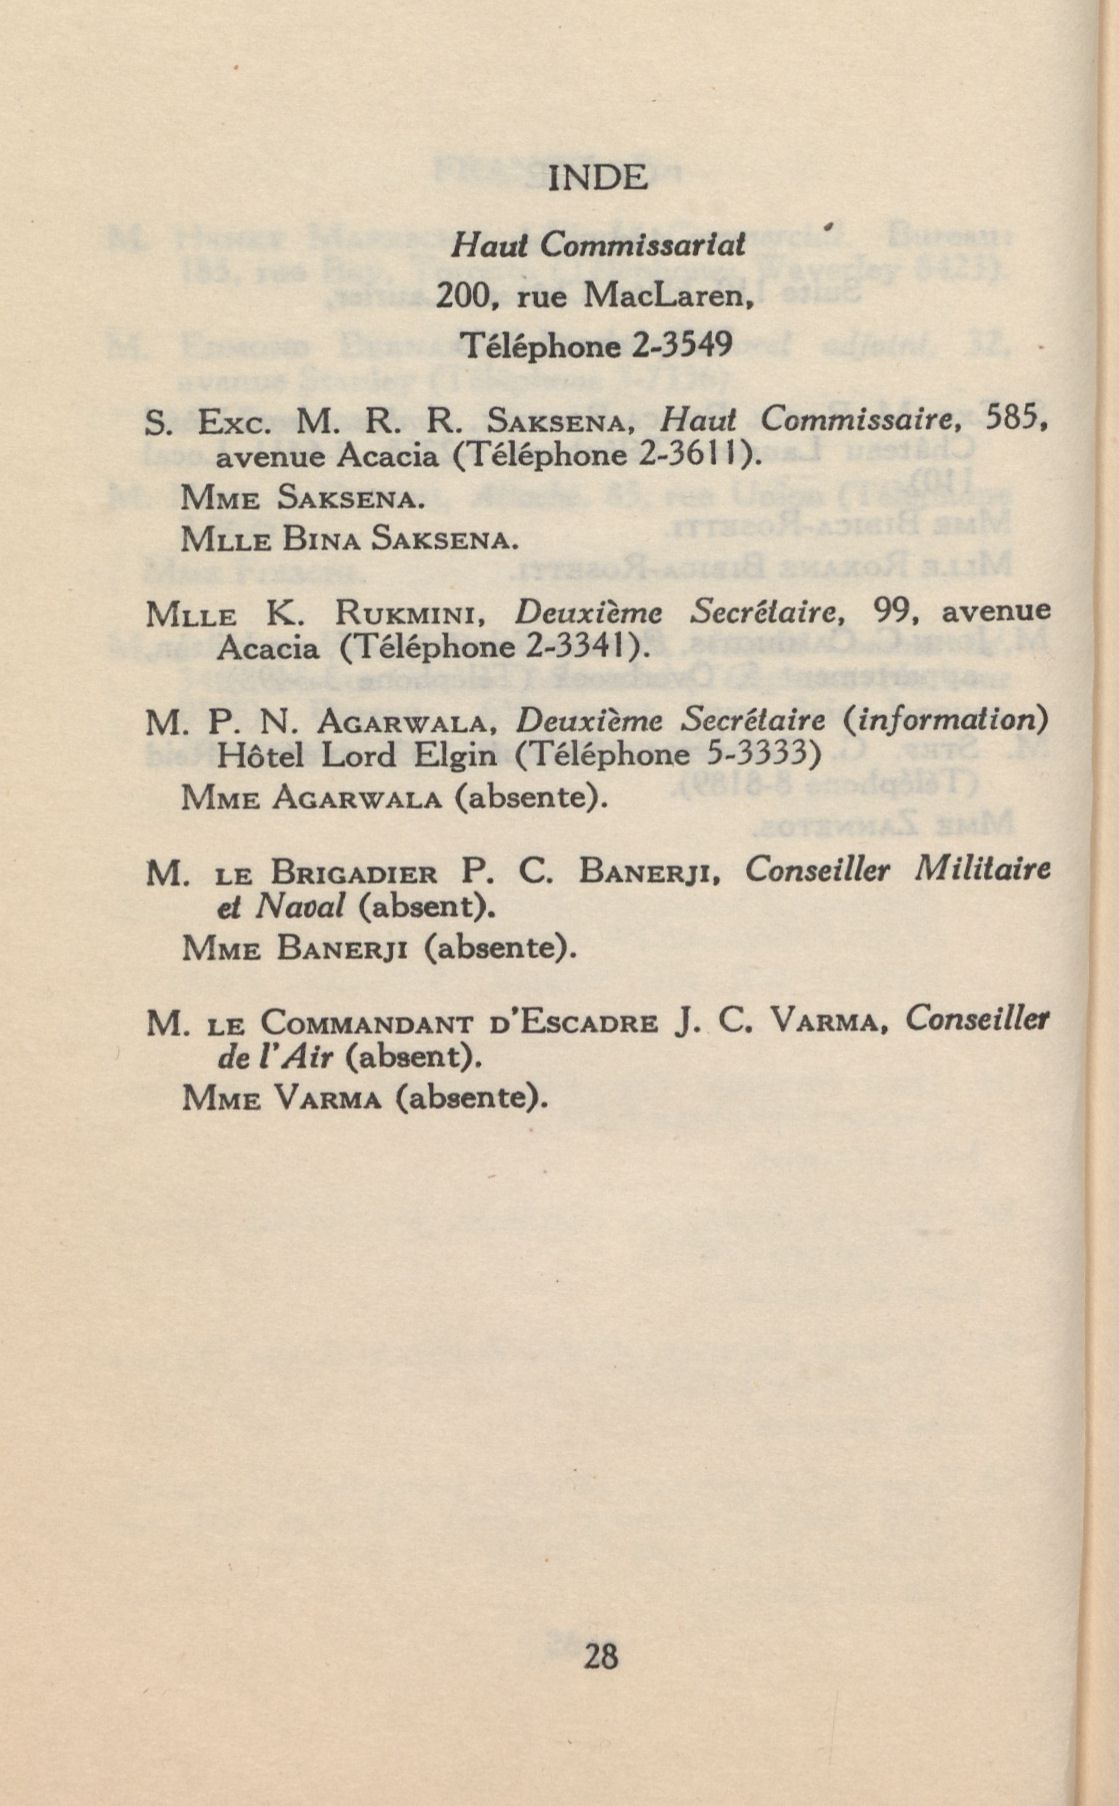 INDE
Haut Commissariat
200, rue MacLaren,
Téléphone 2-3549
S. Exc. M. R. R. Saksena, Haut Commissaire, 585,
avenue Acacia (Téléphone 2-3611).
Mme Saksena.
Mlle Bina Saksena.
Mlle K. Rukmini, Deuxième Secrétaire, 99, avenue
Acacia (Téléphone 2-3341).
M. P. N. Agarwala, Deuxième Secrétaire (information)
Hôtel Lord Elgin (Téléphone 5-3333)
Mme Agarwala (absente).
M. le Brigadier P. C. Banerji, Conseiller Militaire
et Naval (absent).
Mme Banerji (absente).
M. le Commandant d'Escadre J. C. Varma, Conseiller
de l'Air (absent).
Mme Varma (absente).
28